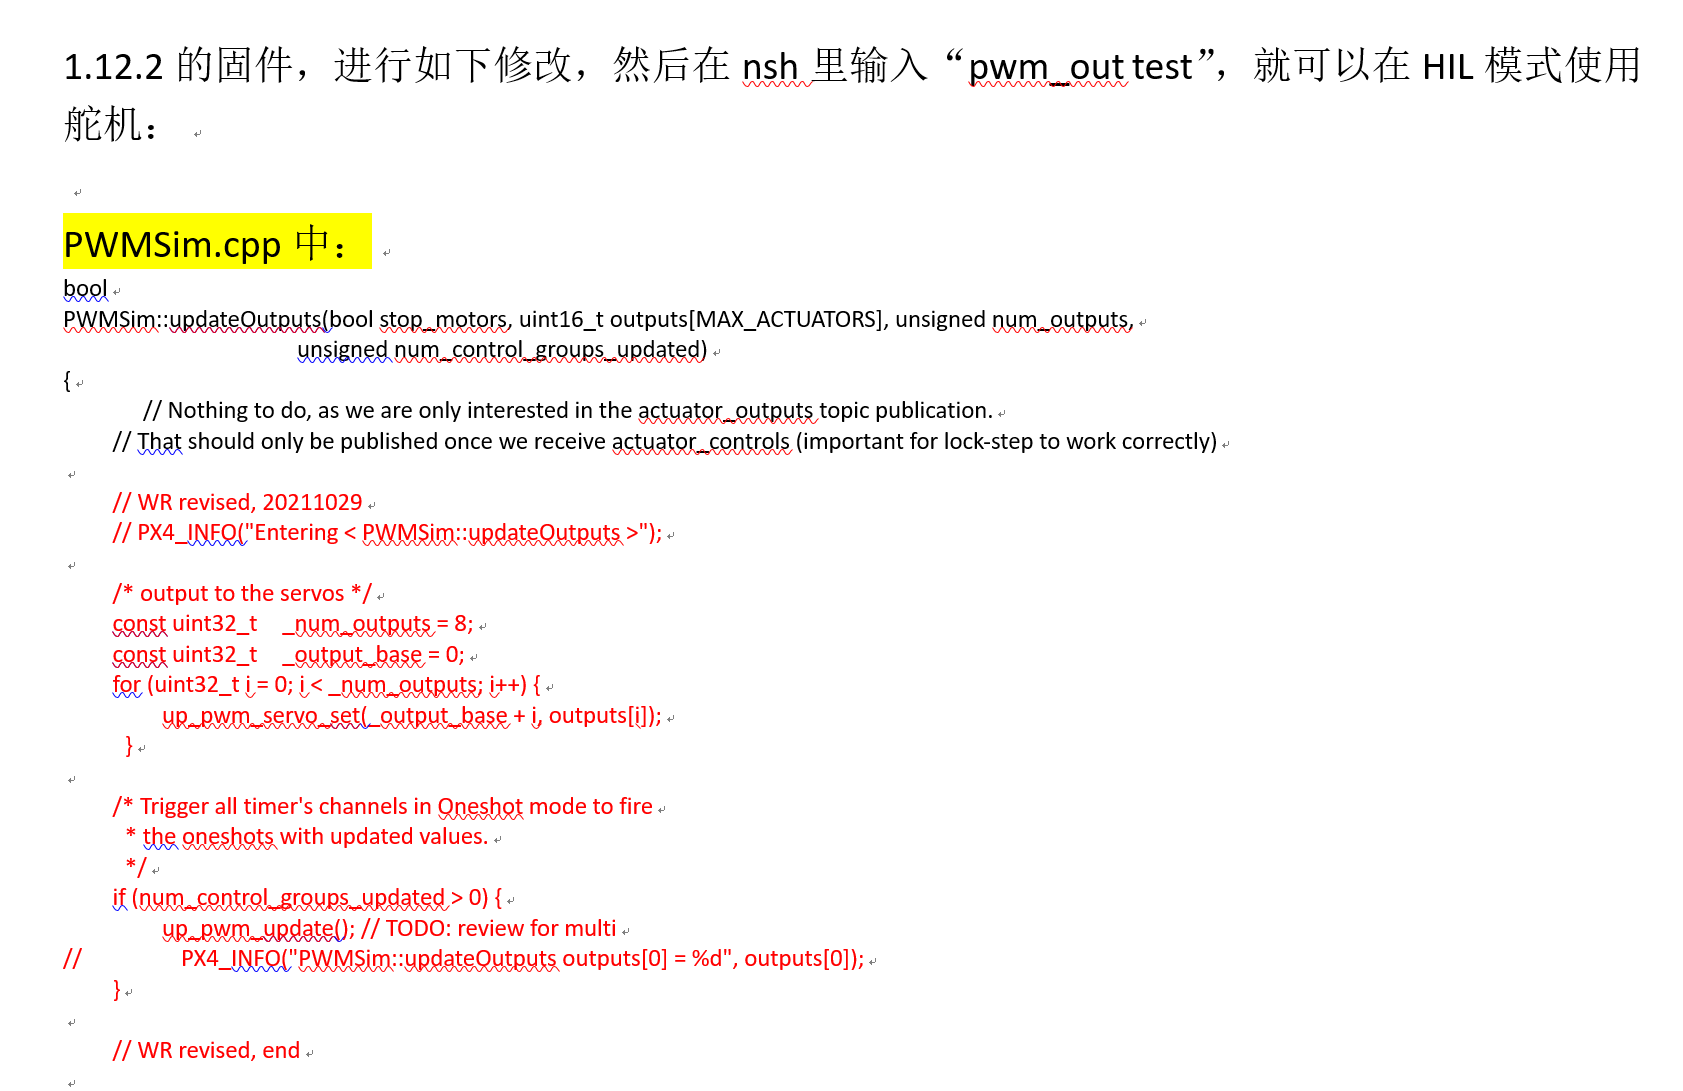 1.12.2 的固件，进行如下修改，然后在 nsh 里输入“pwm_out test”，就可以在 HIL 模式使用
舵机：
PWMSim.cpp 中：
bool
PWMSim::updateOutputs(bool stop_motors, uint16_t outputs[MAX_ACTUATORS], unsigned num_outputs,
unsigned num_control_groups_updated)
{
// Nothing to do, as we are only interested in the actuator_outputs topic publication.
// That should only be published once we receive actuator_controls (important for lock-step to work correctly)
// WR revised, 20211029
// PX4_INFO("Entering < PWMSim::updateOutputs >");
/* output to the servos */
const uint32_t _num_outputs = 8;
const uint32_t _output_base = 0;
for (uint32_t i = 0; i < _num_outputs; i++) {
up_pwm_servo_set(_output_base + i, outputs[i]);
}
/* Trigger all timer's channels in Oneshot mode to fire
* the oneshots with updated values.
*/
if (num_control_groups_updated > 0) {
up_pwm_update(); // TODO: review for multi
// PX4_INFO("PWMSim::updateOutputs outputs[0] = %d", outputs[0]);
}
// WR revised, end